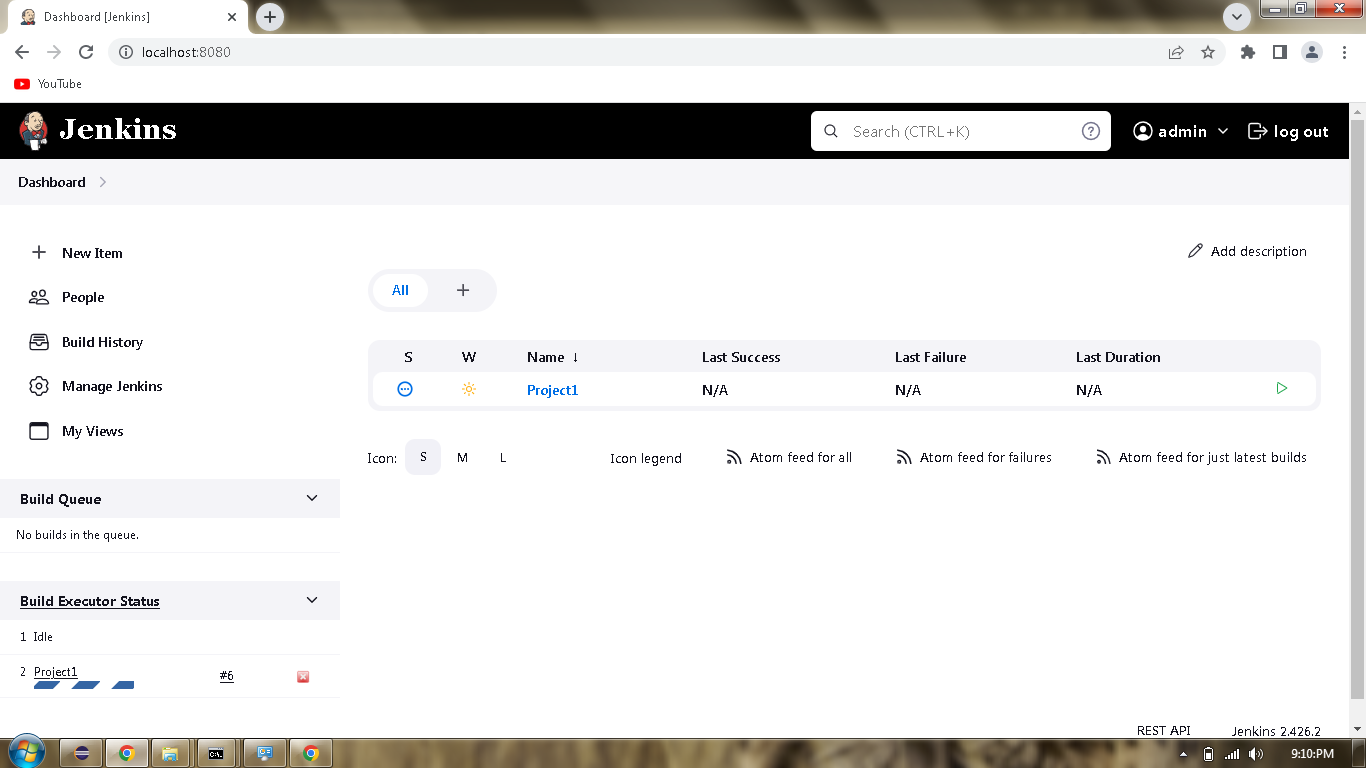 Dashboard [Jenkins]
localhost:8080
YouTube
Jenkins
Search (CTRL+K)
admin
log out
Dashboard
New Item
People
Build History
Manage Jenkins
My Views
Build Queue
No builds in the queue.
Build Executor Status
1 Idle
2 Project1 #6
Add description
All +
S W Name ↓ Last Success Last Failure Last Duration
Project1 N/A N/A N/A
Icon: S M L Icon legend Atom feed for all Atom feed for failures Atom feed for just latest builds
REST API Jenkins 2.426.2
9:10:PM